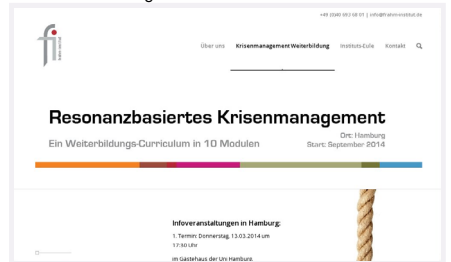 +49 (0)40 693 68 01 | info@frahm-institut.de
Über uns Krisenmanagement Weiterbildung Instituts-Eule Kontakt
Resonanzbasiertes Krisenmanagement
Ein Weiterbildungs-Curriculum in 10 Modulen
Ort: Hamburg
Start: September 2014
Infoveranstaltungen in Hamburg:
1. Termin: Donnerstag, 13.03.2014 um
17:30 Uhr
im Gästehaus der Uni Hamburg,